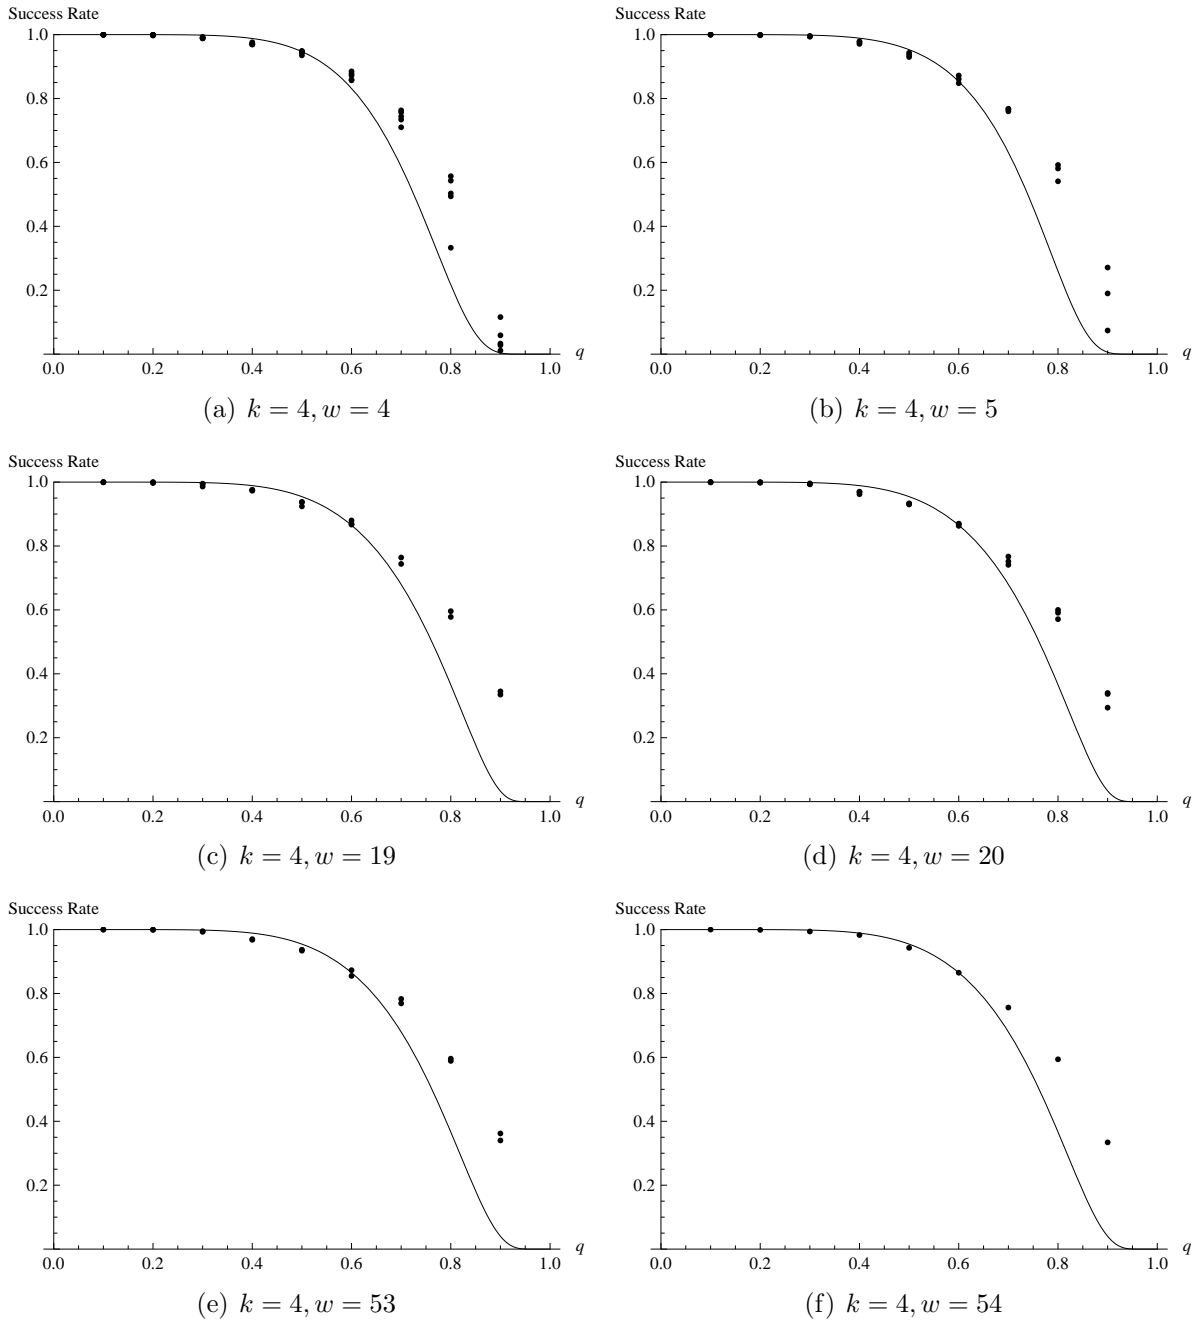 Success Rate
1.0
0.8
0.6
0.4
0.2
0.0 0.2 0.4 0.6 0.8 1.0 q
(a) k = 4, w = 4
Success Rate
1.0
0.8
0.6
0.4
0.2
0.0 0.2 0.4 0.6 0.8 1.0 q
(b) k = 4, w = 5
Success Rate
1.0
0.8
0.6
0.4
0.2
0.0 0.2 0.4 0.6 0.8 1.0 q
(c) k = 4, w = 19
Success Rate
1.0
0.8
0.6
0.4
0.2
0.0 0.2 0.4 0.6 0.8 1.0 q
(d) k = 4, w = 20
Success Rate
1.0
0.8
0.6
0.4
0.2
0.0 0.2 0.4 0.6 0.8 1.0 q
(e) k = 4, w = 53
Success Rate
1.0
0.8
0.6
0.4
0.2
0.0 0.2 0.4 0.6 0.8 1.0 q
(f) k = 4, w = 54